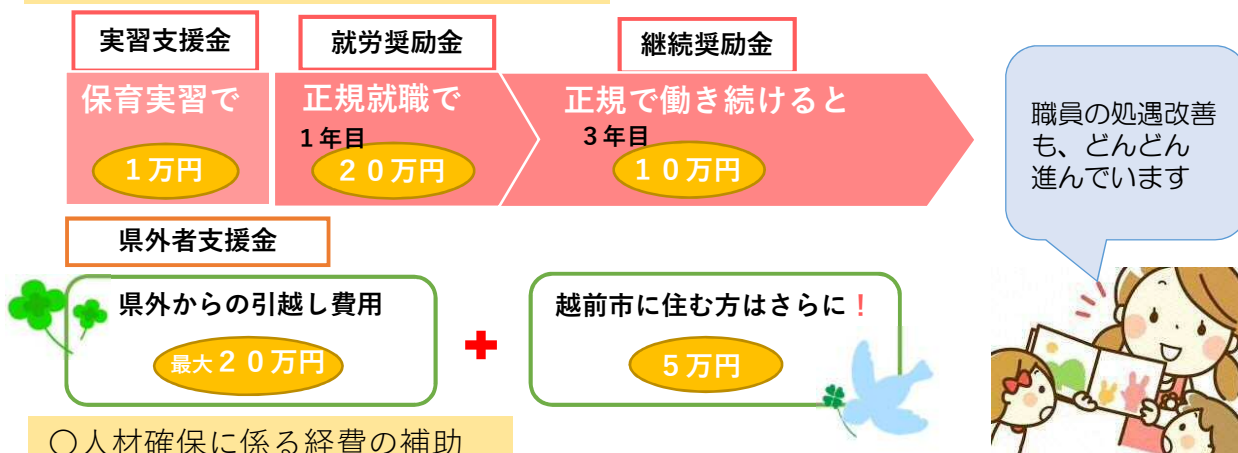 実習支援金
就労奨励金
継続奨励金
保育実習で
正規就職で
正規で働き続けると
1年目
3年目
1万円
20万円
10万円
職員の処遇改善
も、どんどん
進んでいます
県外者支援金
県外からの引越し費用
越前市に住む方はさらに!
最大20万円
5万円
〇人材確保に係る経費の補助